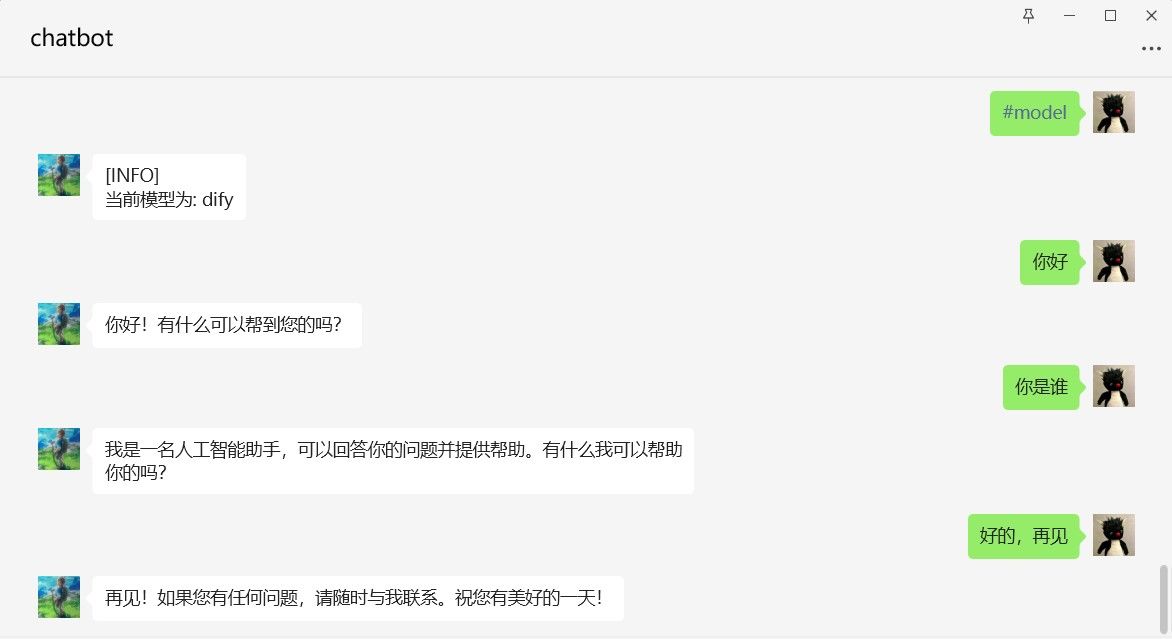 chatbot
#model
[INFO]
当前模型为: dify
你好
你好！有什么可以帮到您的吗？
你是谁
我是一名人工智能助手，可以回答你的问题并提供帮助。有什么我可以帮助
你的吗？
好的，再见
再见！如果您有任何问题，请随时与我联系。祝您有美好的一天！